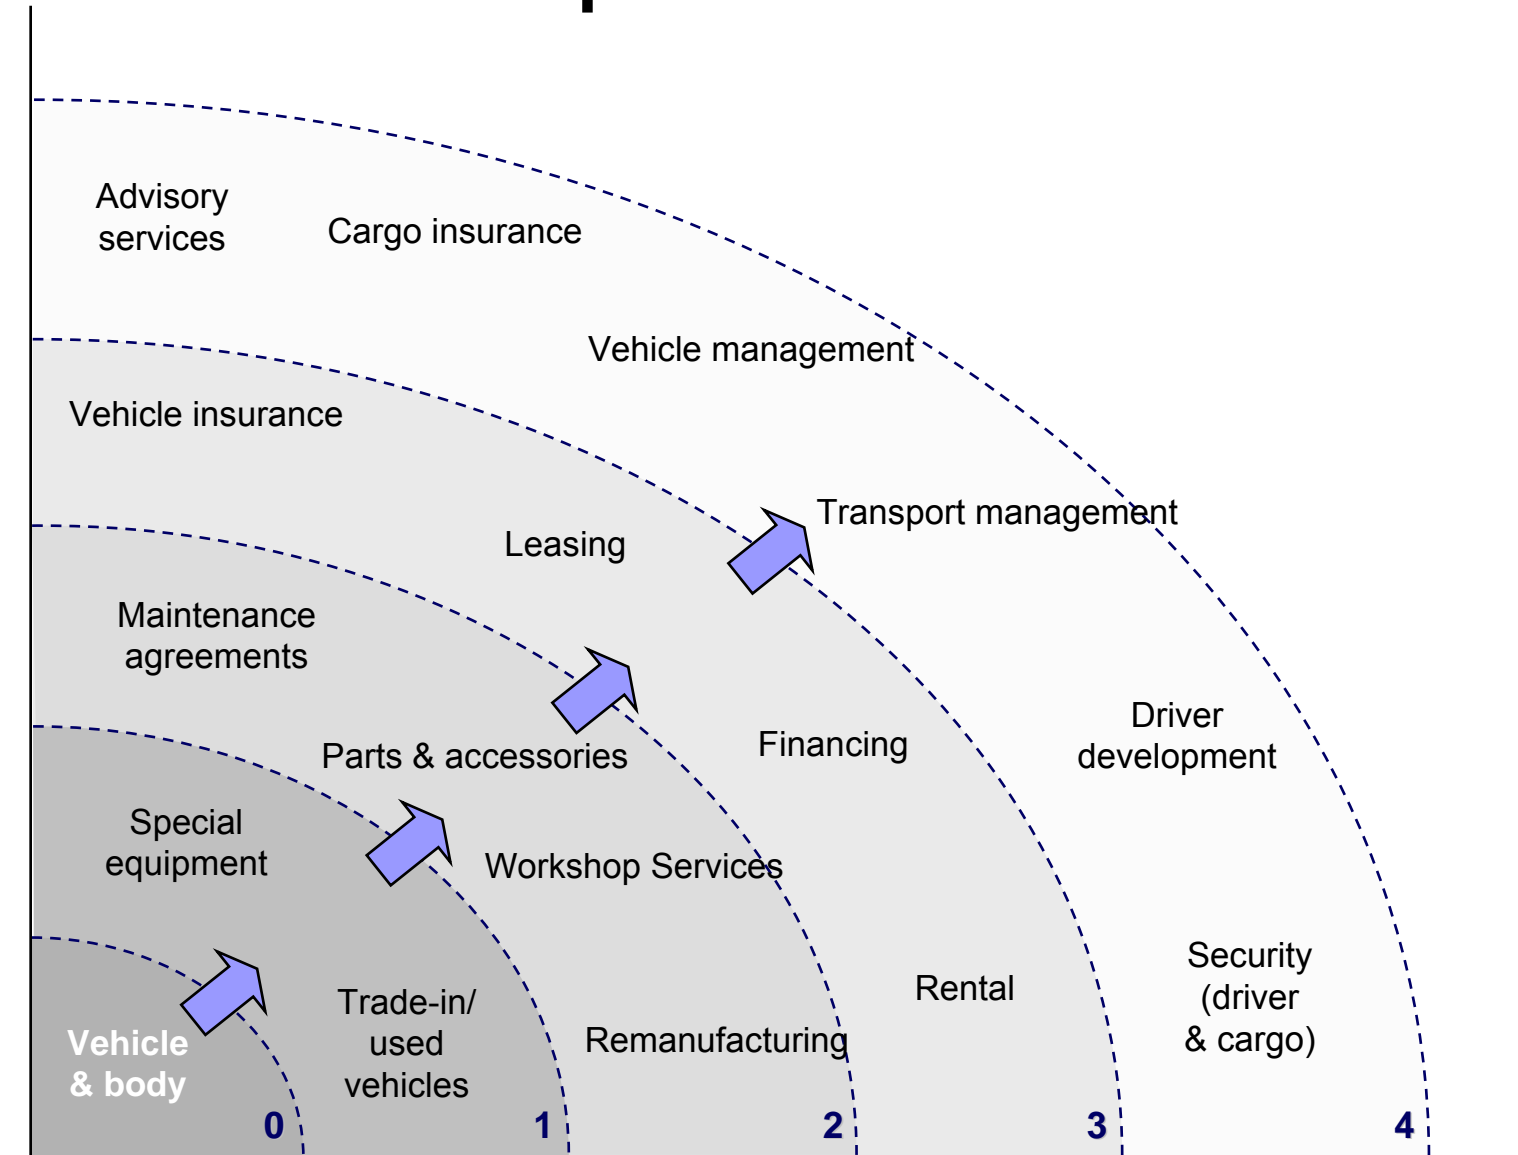 Advisory
services
Cargo insurance
Vehicle management
Vehicle insurance
Transport management
Leasing
Maintenance
agreements
Driver
development
Financing
Parts & accessories
Special
equipment
Workshop Services
Security
(driver
& cargo)
Rental
Trade-in/
used
vehicles
Remanufacturing
Vehicle
& body
0
1
2
3
4